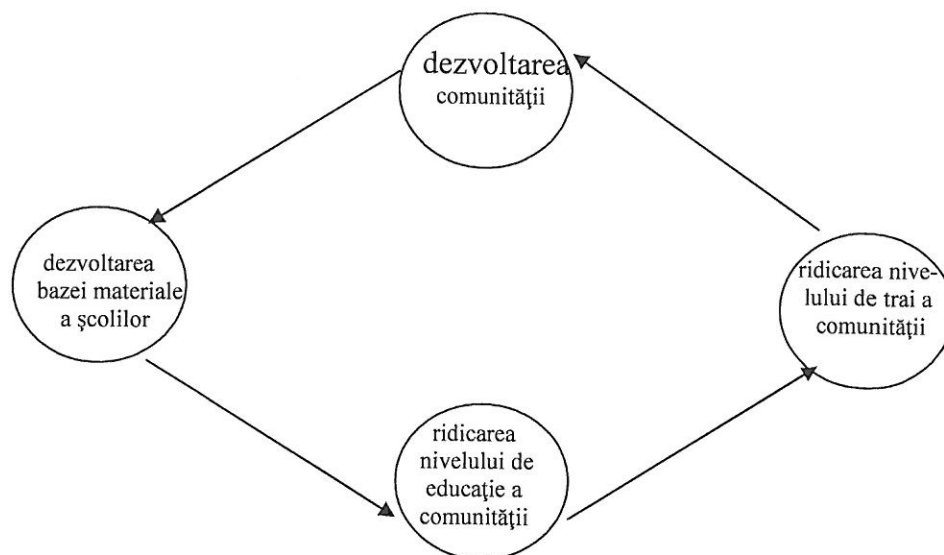 dezvoltarea
comunităţii
dezvoltarea
bazei materiale
a şcolilor
ridicarea nive-
lului de trai a
comunităţii
ridicarea
nivelului de
educaţie a
comunităţii